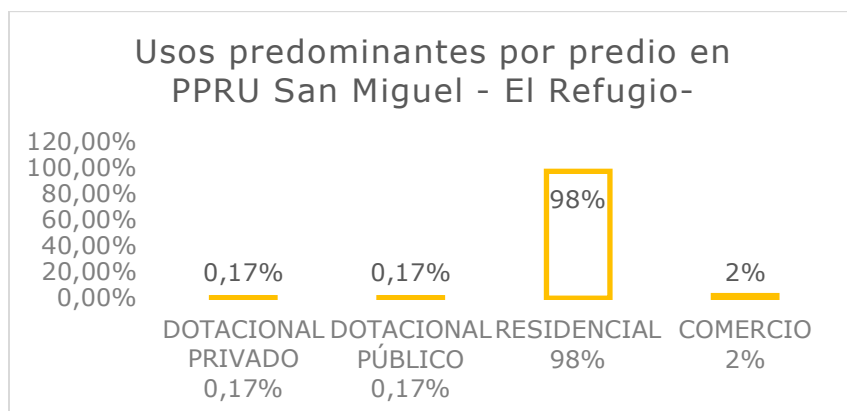 Usos predominantes por predio en
PPRU San Miguel - El Refugio-
120,00%
100,00%
80,00%
60,00%
40,00%
20,00%
0,00%
0,17%
0,17%
98%
2%
DOTACIONAL PRIVADO
0,17%
DOTACIONAL PÚBLICO
0,17%
RESIDENCIAL
98%
COMERCIO
2%